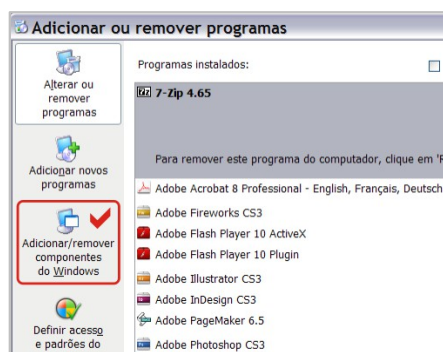 Adicionar ou remover programas
Alterar ou
remover
programas
Adicionar novos
programas
Adicionar/remover
componentes
do Windows
Definir acesso
e padrões do
Programas instalados:
7-Zip 4.65
Para remover este programa do computador, clique em
Adobe Acrobat 8 Professional - English, Français, Deutsch
Adobe Fireworks CS3
Adobe Flash Player 10 ActiveX
Adobe Flash Player 10 Plugin
Adobe Illustrator CS3
Adobe InDesign CS3
Adobe PageMaker 6.5
Adobe Photoshop CS3